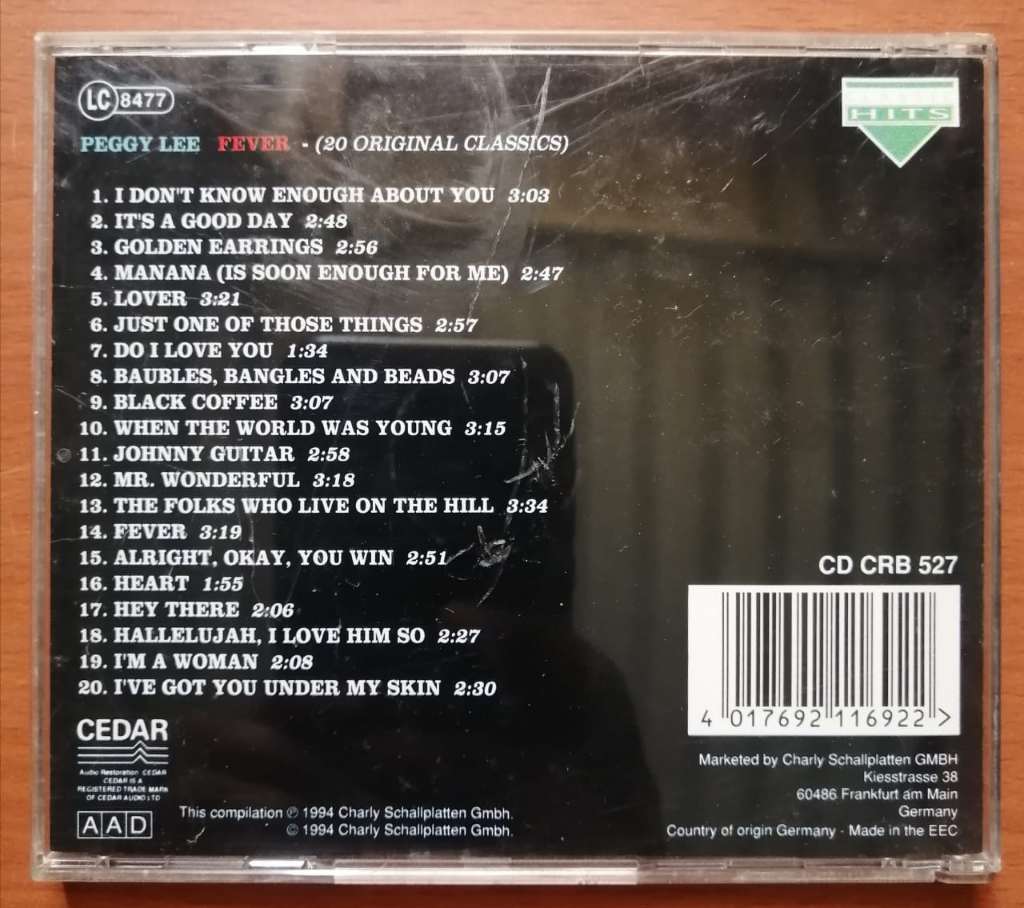 LC 8477
HITS
PEGGY LEE FEVER - (20 ORIGINAL CLASSICS)
1. I DON'T KNOW ENOUGH ABOUT YOU 3:03
2. IT'S A GOOD DAY 2:48
3. GOLDEN EARRINGS 2:56
4. MANANA (IS SOON ENOUGH FOR ME) 2:47
5. LOVER 3:21
6. JUST ONE OF THOSE THINGS 2:57
7. DO I LOVE YOU 1:34
8. BAUBLES, BANGLES AND BEADS 3:07
9. BLACK COFFEE 3:07
10. WHEN THE WORLD WAS YOUNG 3:15
11. JOHNNY GUITAR 2:58
12. MR. WONDERFUL 3:18
13. THE FOLKS WHO LIVE ON THE HILL 3:34
14. FEVER 3:19
15. ALRIGHT, OKAY, YOU WIN 2:51
16. HEART 1:55
17. HEY THERE 2:06
18. HALLELUJAH, I LOVE HIM SO 2:27
19. I'M A WOMAN 2:08
20. I'VE GOT YOU UNDER MY SKIN 2:30
CD CRB 527
4 017692 116922 >
CEDAR
Audio Restoration CEDAR
CEDAR IS A
REGISTERED TRADE MARK
OF CEDAR AUDIO LTD
AAD
This compilation ℗ 1994 Charly Schallplatten Gmbh.
© 1994 Charly Schallplatten Gmbh.
Marketed by Charly Schallplatten GMBH
Kiesstrasse 38
60486 Frankfurt am Main
Germany
Country of origin Germany - Made in the EEC